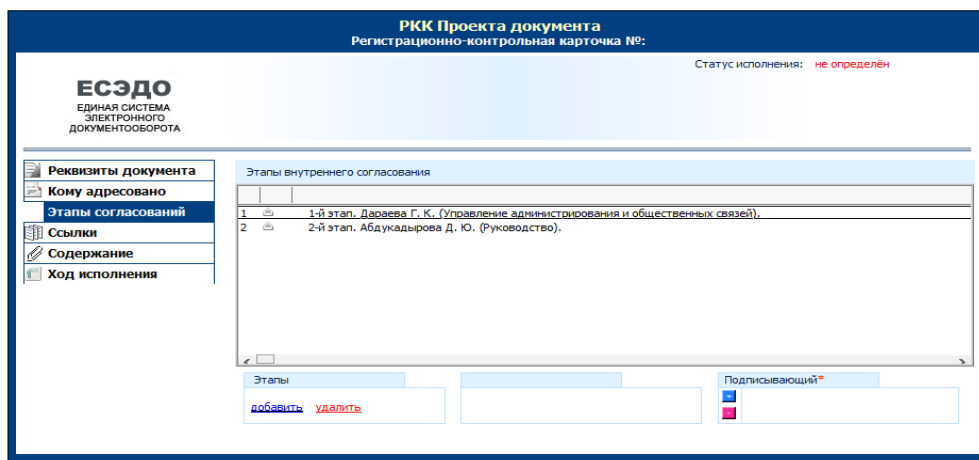 РКК Проекта документа
Регистрационно-контрольная карточка №:
Статус исполнения: не определён
ЕСЭДО
ЕДИНАЯ СИСТЕМА
ЭЛЕКТРОННОГО
ДОКУМЕНТООБОРОТА
Реквизиты документа
Кому адресовано
Этапы согласований
Ссылки
Содержание
Ход исполнения
Этапы внутреннего согласования
1 1-й этап. Дараева Г. К. (Управление администрирования и общественных связей).
2 2-й этап. Абдукадырова Д. Ю. (Руководство).
Этапы
добавить удалить
Подписывающий*
+
-